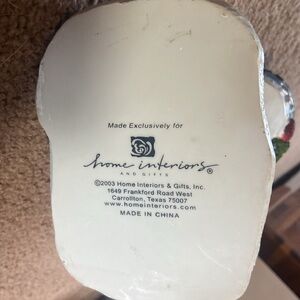 Made Exclusively for
home interiors®
AND GIFTS
©2003 Home Interiors & Gifts, Inc.
1649 Frankford Road West
Carrollton, Texas 75007
www.homeinteriors.com
MADE IN CHINA